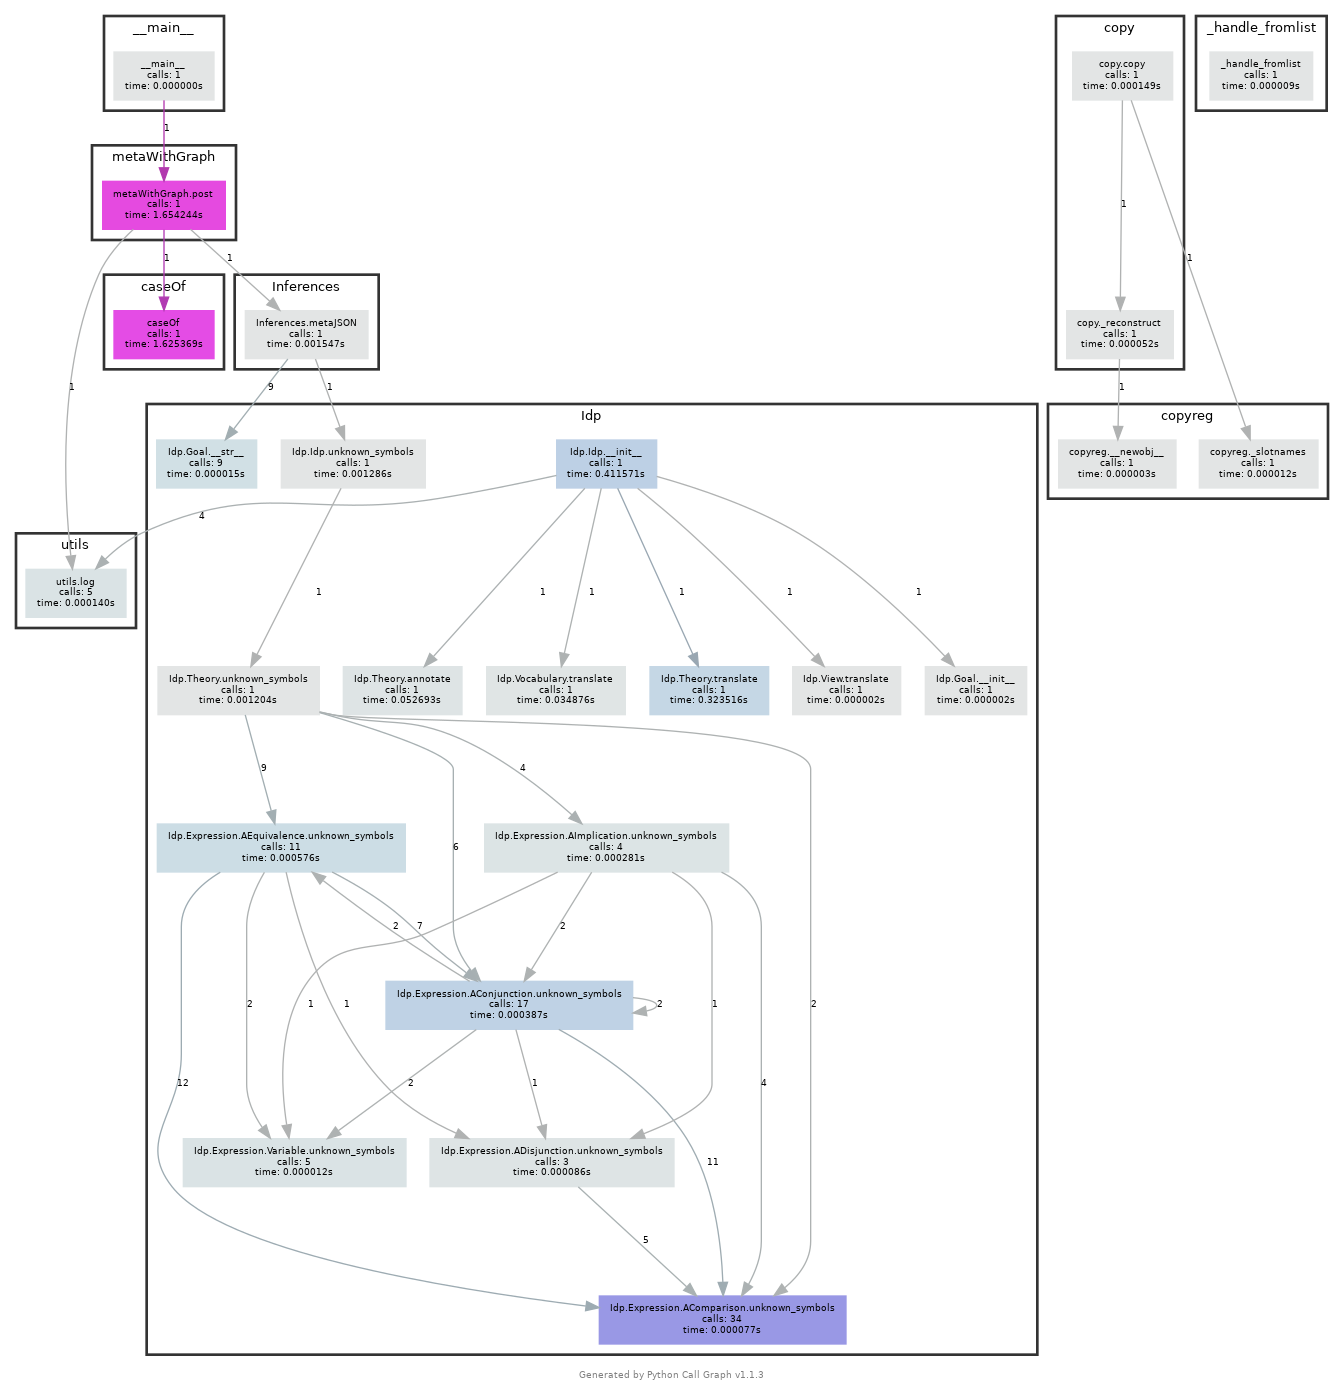 __main__
__main__
calls: 1
time: 0.000000s
1
metaWithGraph
metaWithGraph.post
calls: 1
time: 1.654244s
1
1
1
caseOf
caseOf
calls: 1
time: 1.625369s
Inferences
Inferences.metaJSON
calls: 1
time: 0.001547s
9
1
copy
copy.copy
calls: 1
time: 0.000149s
1
1
copy._reconstruct
calls: 1
time: 0.000052s
1
_handle_fromlist
_handle_fromlist
calls: 1
time: 0.000009s
copyreg
copyreg.__newobj__
calls: 1
time: 0.000003s
copyreg._slotnames
calls: 1
time: 0.000012s
Idp
Idp.Goal.__str__
calls: 9
time: 0.000015s
Idp.Idp.unknown_symbols
calls: 1
time: 0.001286s
Idp.Idp.__init__
calls: 1
time: 0.411571s
4
utils
utils.log
calls: 5
time: 0.000140s
1
1
1
1
1
1
Idp.Theory.unknown_symbols
calls: 1
time: 0.001204s
Idp.Theory.annotate
calls: 1
time: 0.052693s
Idp.Vocabulary.translate
calls: 1
time: 0.034876s
Idp.Theory.translate
calls: 1
time: 0.323516s
Idp.View.translate
calls: 1
time: 0.000002s
Idp.Goal.__init__
calls: 1
time: 0.000002s
9
4
6
2
Idp.Expression.AEquivalence.unknown_symbols
calls: 11
time: 0.000576s
Idp.Expression.AImplication.unknown_symbols
calls: 4
time: 0.000281s
2
7
2
Idp.Expression.AConjunction.unknown_symbols
calls: 17
time: 0.000387s
2
2
1
1
1
12
2
1
4
11
Idp.Expression.Variable.unknown_symbols
calls: 5
time: 0.000012s
Idp.Expression.ADisjunction.unknown_symbols
calls: 3
time: 0.000086s
5
Idp.Expression.AComparison.unknown_symbols
calls: 34
time: 0.000077s
Generated by Python Call Graph v1.1.3